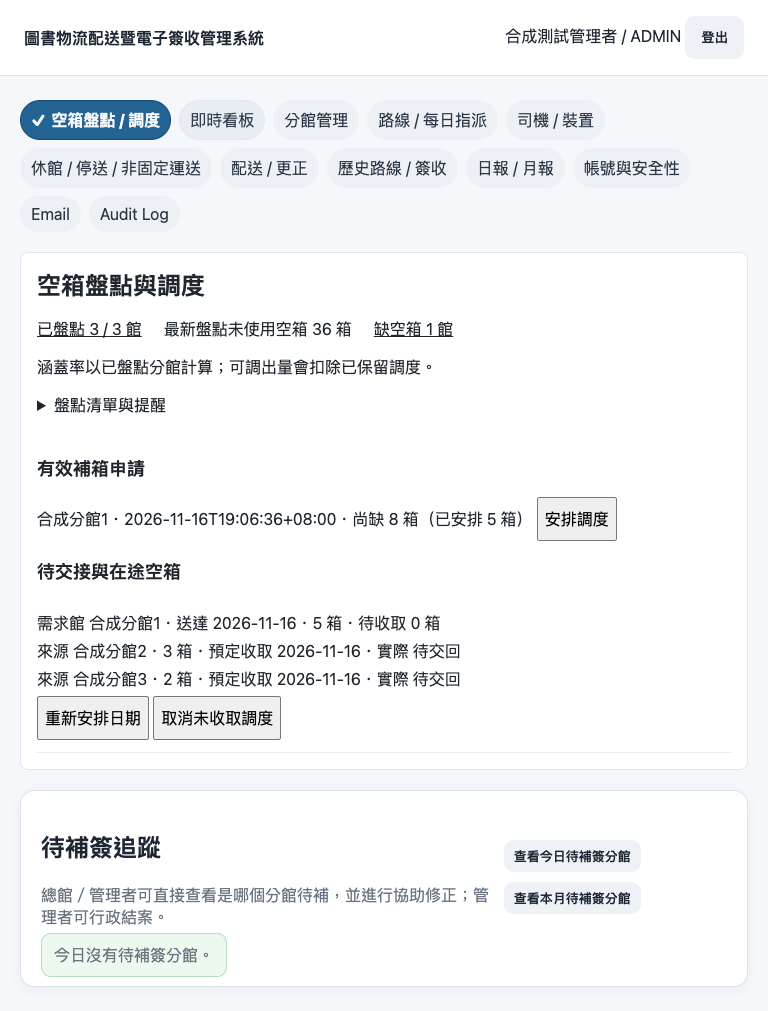 圖書物流配送暨電子簽收管理系統
合成測試管理者 / ADMIN 登出
✓ 空箱盤點 / 調度 即時看板 分館管理 路線 / 每日指派 司機 / 裝置
休館 / 停送 / 非固定運送 配送 / 更正 歷史路線 / 簽收 日報 / 月報 帳號與安全性
Email Audit Log
空箱盤點與調度
已盤點 3 / 3 館 最新盤點未使用空箱 36 箱 缺空箱 1 館
涵蓋率以已盤點分館計算；可調出量會扣除已保留調度。
▶ 盤點清單與提醒
有效補箱申請
合成分館1 · 2026-11-16T19:06:36+08:00 · 尚缺 8 箱（已安排 5 箱） 安排調度
待交接與在途空箱
需求館 合成分館1 · 送達 2026-11-16 · 5 箱 · 待收取 0 箱
來源 合成分館2 · 3 箱 · 預定收取 2026-11-16 · 實際 待交回
來源 合成分館3 · 2 箱 · 預定收取 2026-11-16 · 實際 待交回
重新安排日期 取消未收取調度
待補簽追蹤
查看今日待補簽分館
查看本月待補簽分館
總館 / 管理者可直接查看是哪個分館待補，並進行協助修正；管
理者可行政結案。
今日沒有待補簽分館。